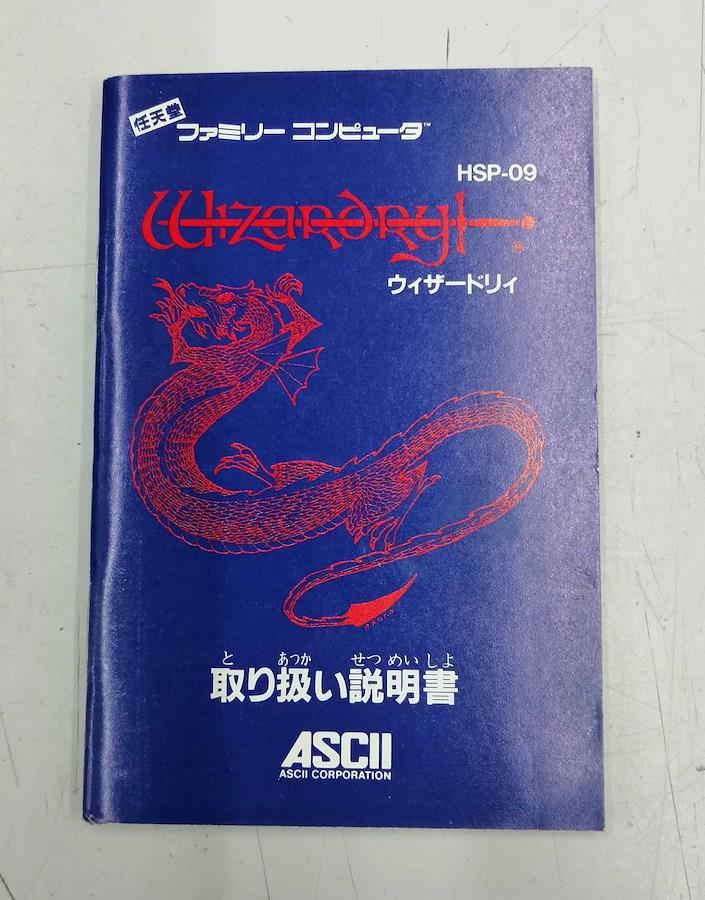 任天堂
ファミリー コンピュータ™
HSP-09
Wizardry
®
ウィザードリィ
と あつか せつ めい しよ
取り扱い説明書
ASCII
ASCII CORPORATION